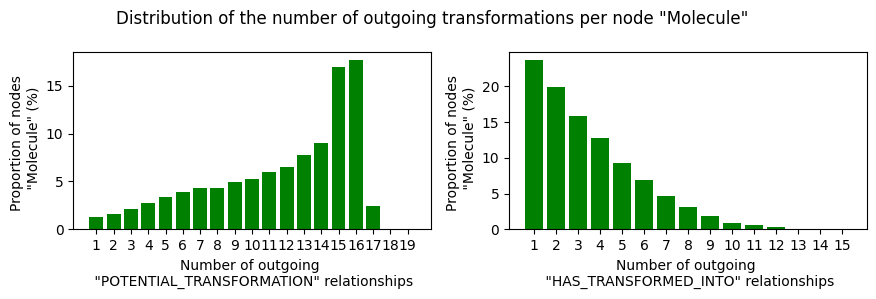 Distribution of the number of outgoing transformations per node "Molecule"
Proportion of nodes
"Molecule" (%)
15
10
5
0
1 2 3 4 5 6 7 8 9 10 11 12 13 14 15 16 17 18 19
Number of outgoing
"POTENTIAL_TRANSFORMATION" relationships
Proportion of nodes
"Molecule" (%)
20
15
10
5
0
1 2 3 4 5 6 7 8 9 10 11 12 13 14 15
Number of outgoing
"HAS_TRANSFORMED_INTO" relationships